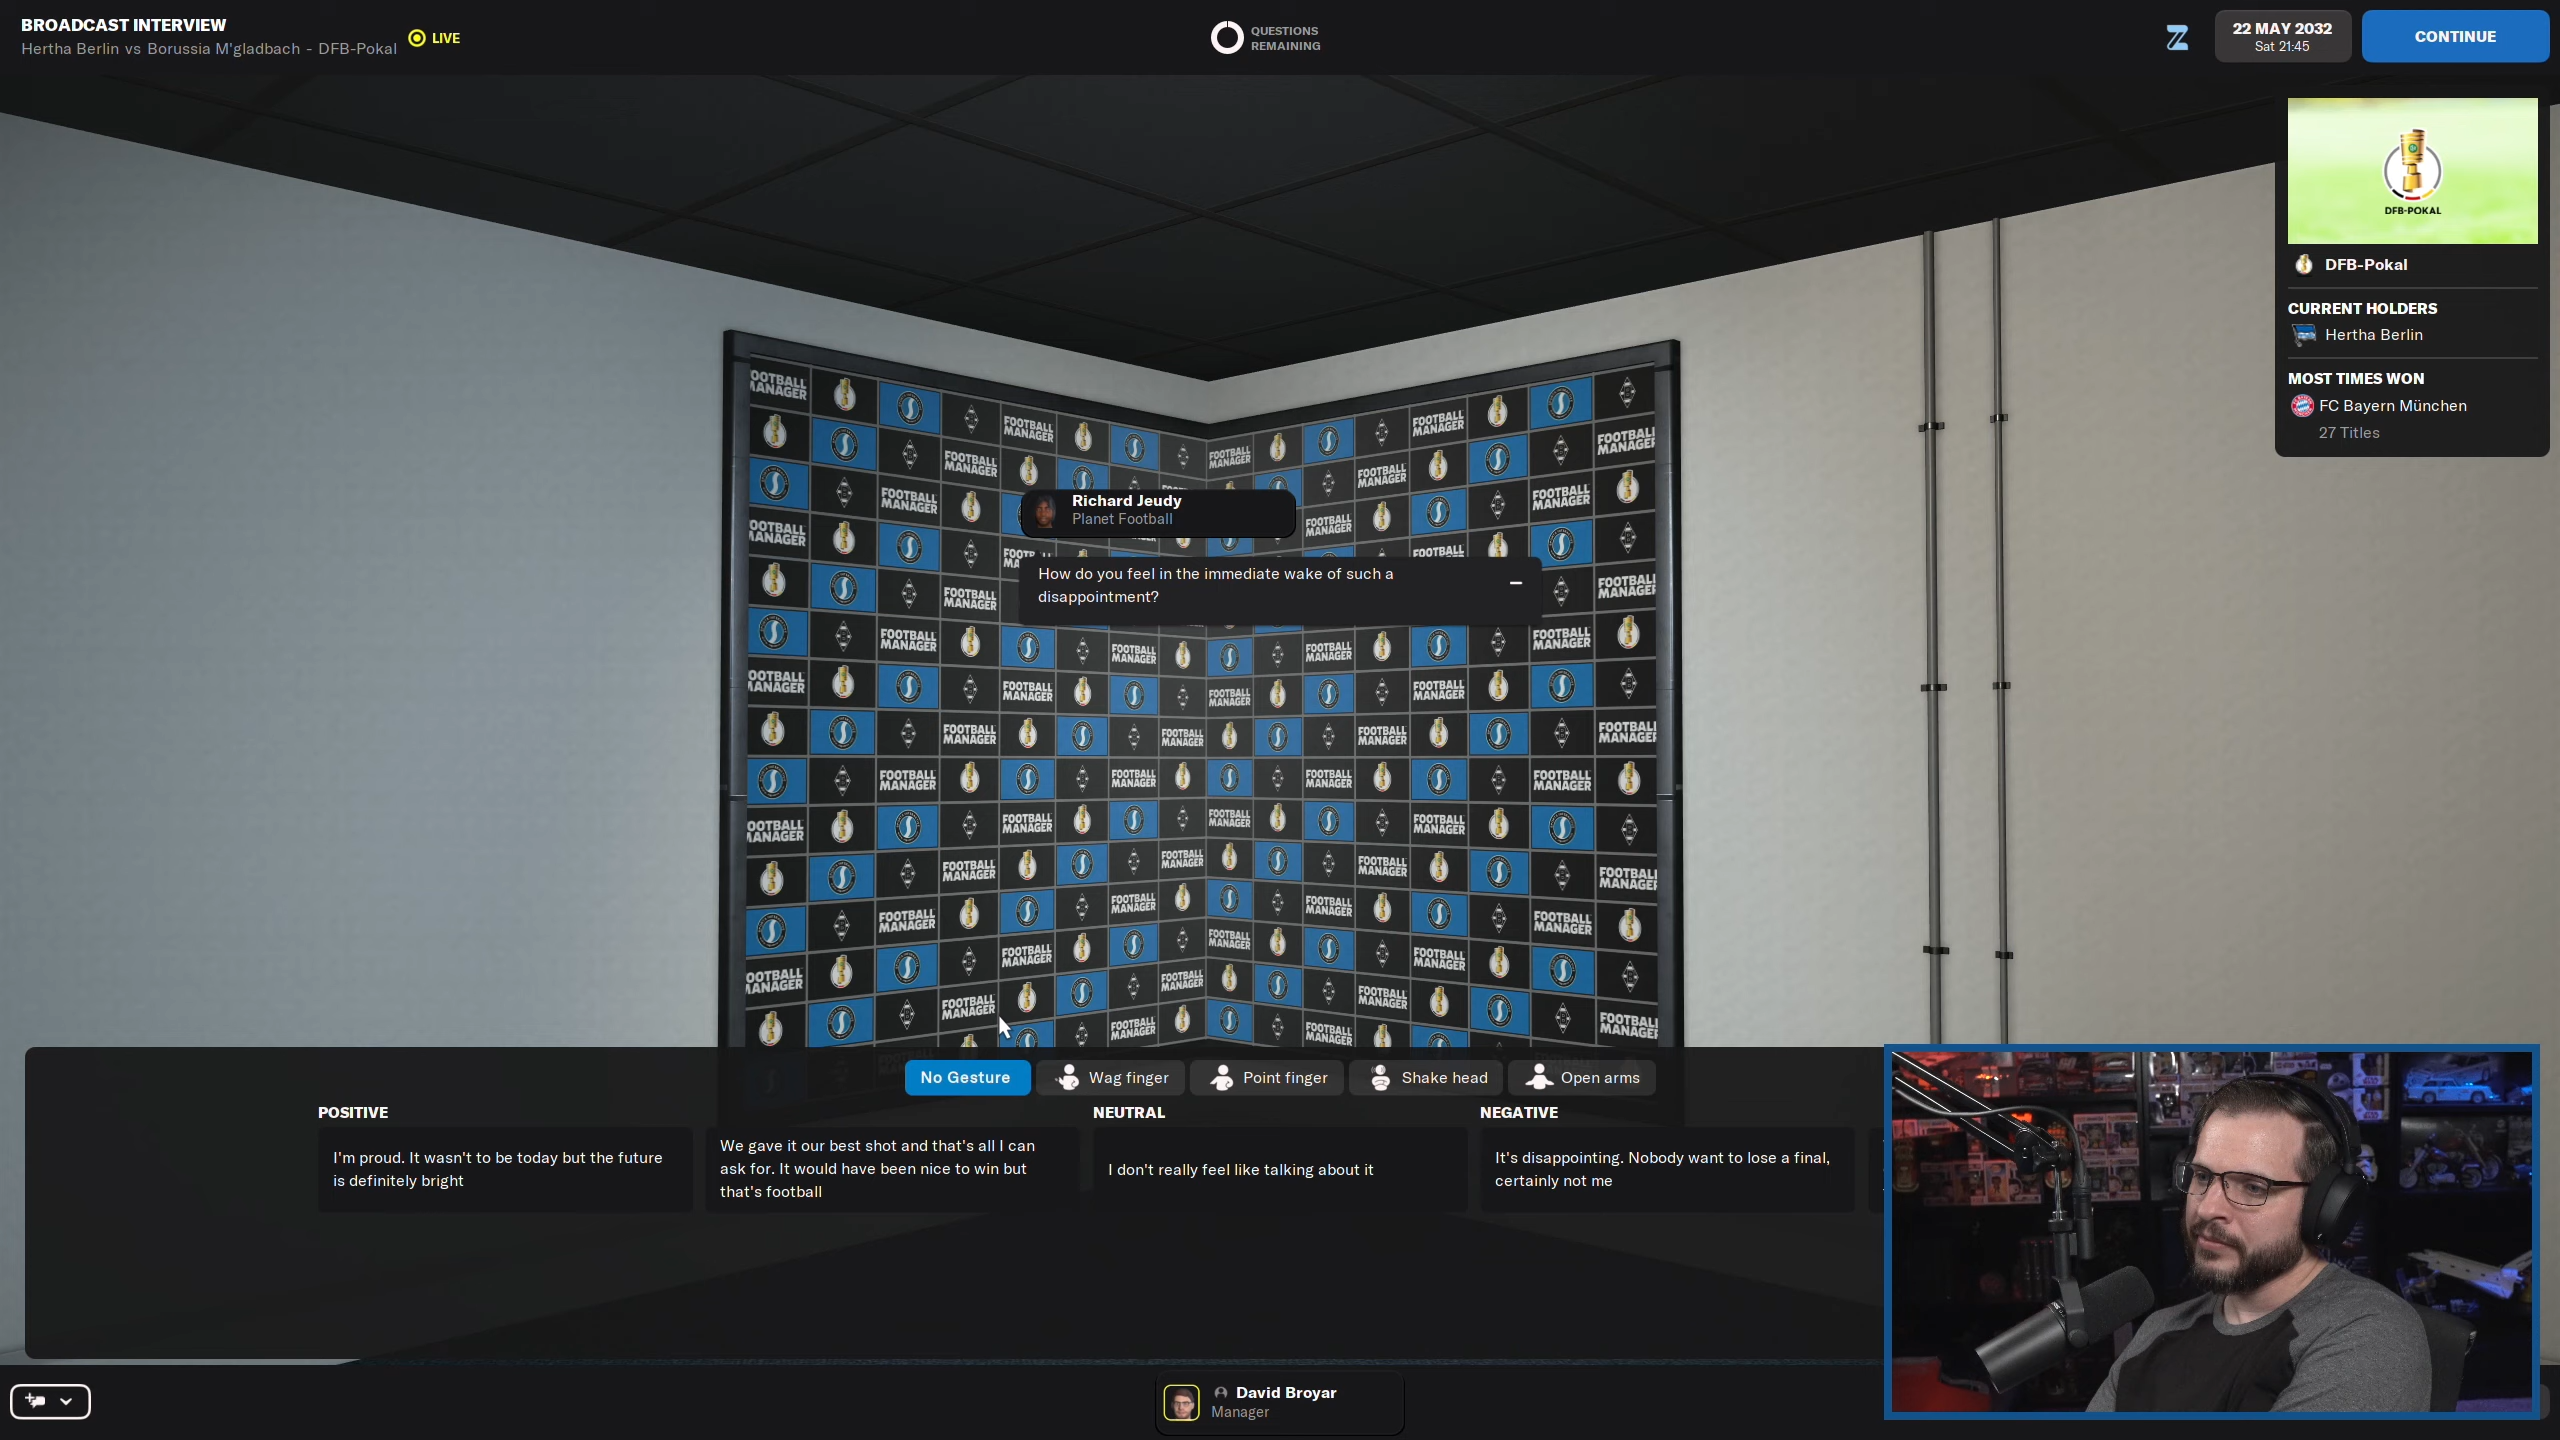 BROADCAST INTERVIEW
Hertha Berlin vs Borussia M'gladbach - DFB-Pokal
LIVE
QUESTIONS
REMAINING
22 MAY 2032
Sat 21:45
CONTINUE
DFB-POKAL
DFB-Pokal
CURRENT HOLDERS
Hertha Berlin
MOST TIMES WON
FC Bayern München
27 Titles
FOOTBALL
MANAGER
Richard Jeudy
Planet Football
How do you feel in the immediate wake of such a
disappointment?
No Gesture
Wag finger
Point finger
Shake head
Open arms
POSITIVE
NEUTRAL
NEGATIVE
I'm proud. It wasn't to be today but the future
is definitely bright
We gave it our best shot and that's all I can
ask for. It would have been nice to win but
that's football
I don't really feel like talking about it
It's disappointing. Nobody want to lose a final,
certainly not me
David Broyar
Manager